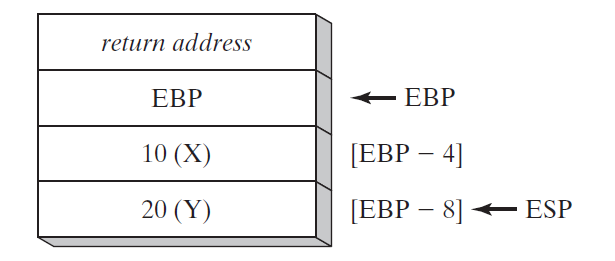 return address
EBP EBP
10 (X) [EBP – 4]
20 (Y) [EBP – 8] ESP